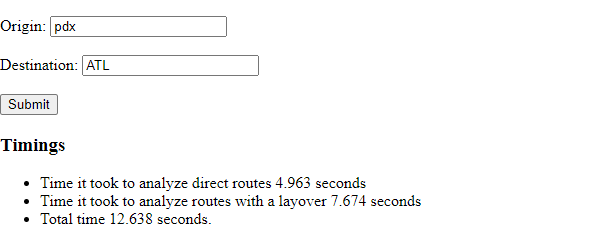 Origin: pdx
Destination: ATL
Submit
Timings
• Time it took to analyze direct routes 4.963 seconds
• Time it took to analyze routes with a layover 7.674 seconds
• Total time 12.638 seconds.